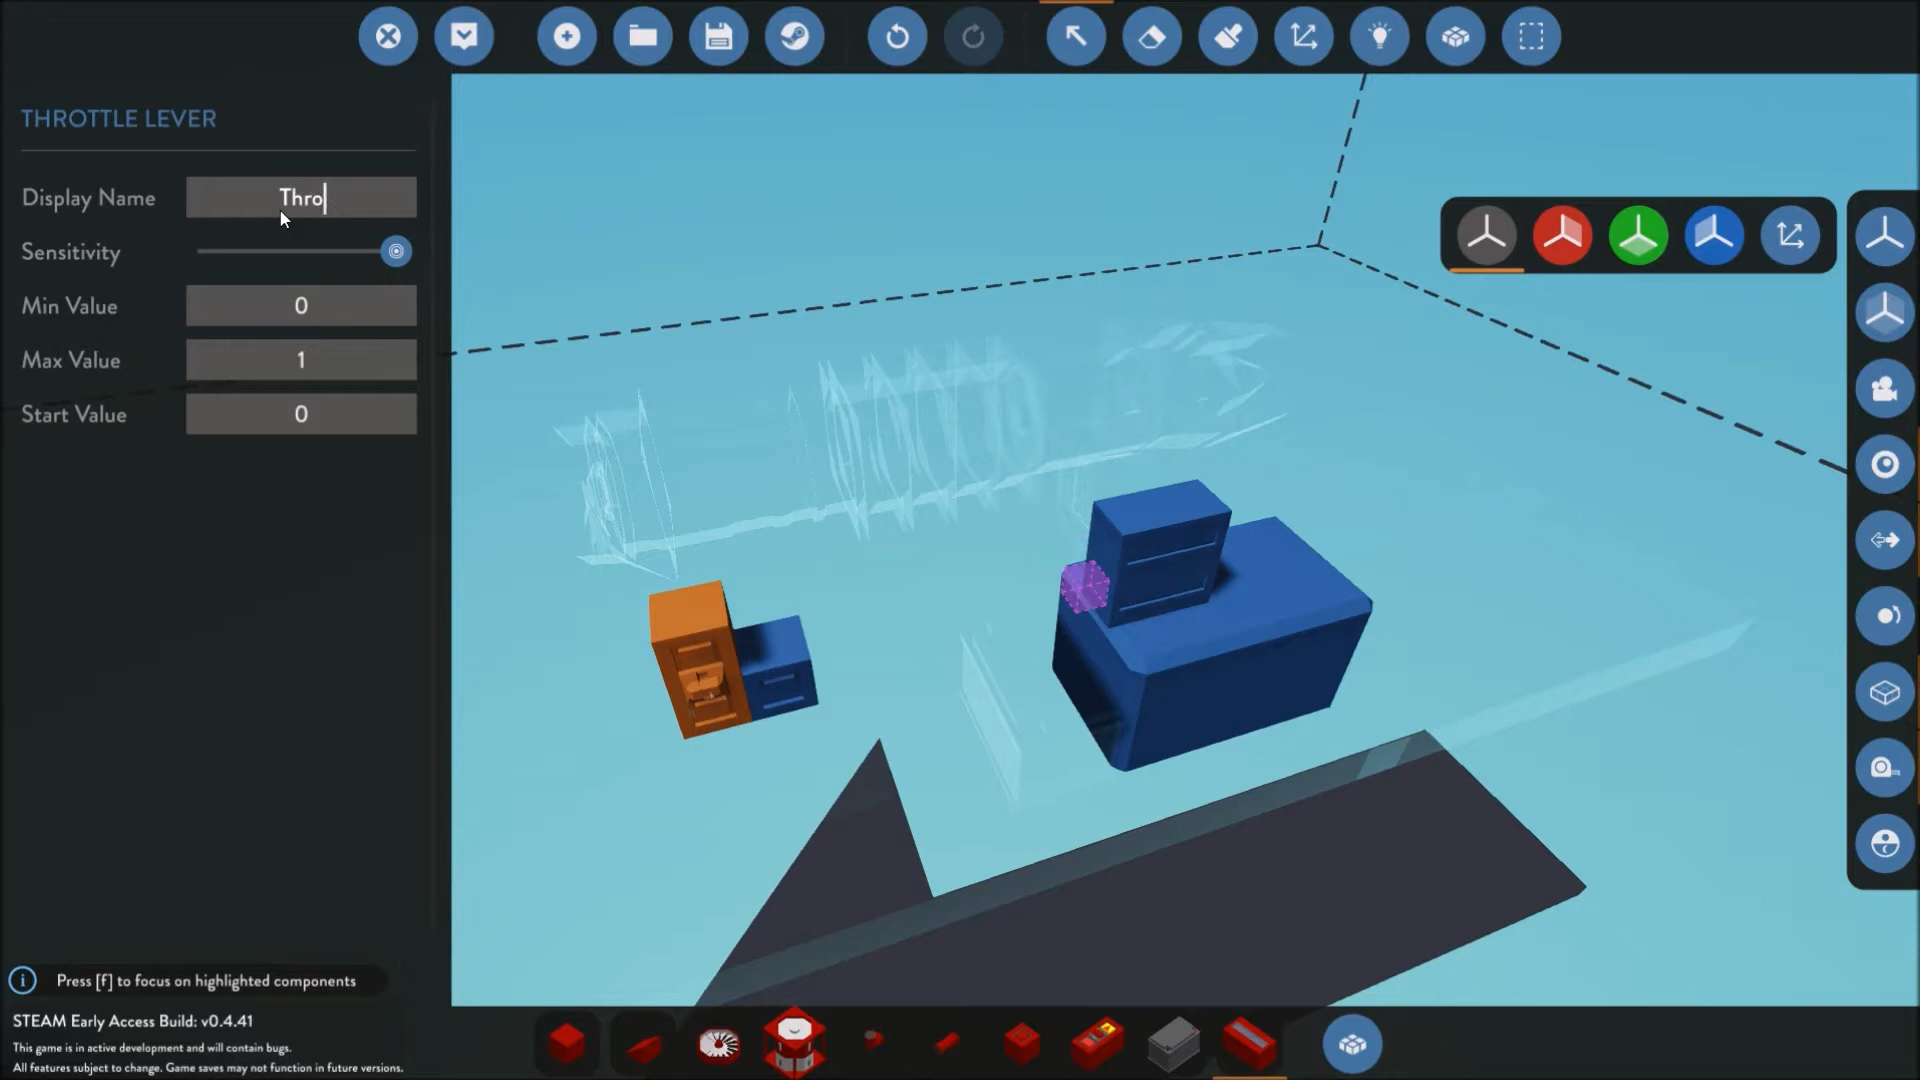 THROTTLE LEVER
Display Name
Thro
Sensitivity
Min Value
0
Max Value
1
Start Value
0
Press [f] to focus on highlighted components
STEAM Early Access Build: v0.4.41
This game is in active development and will contain bugs.
All features subject to change. Game saves may not function in future versions.